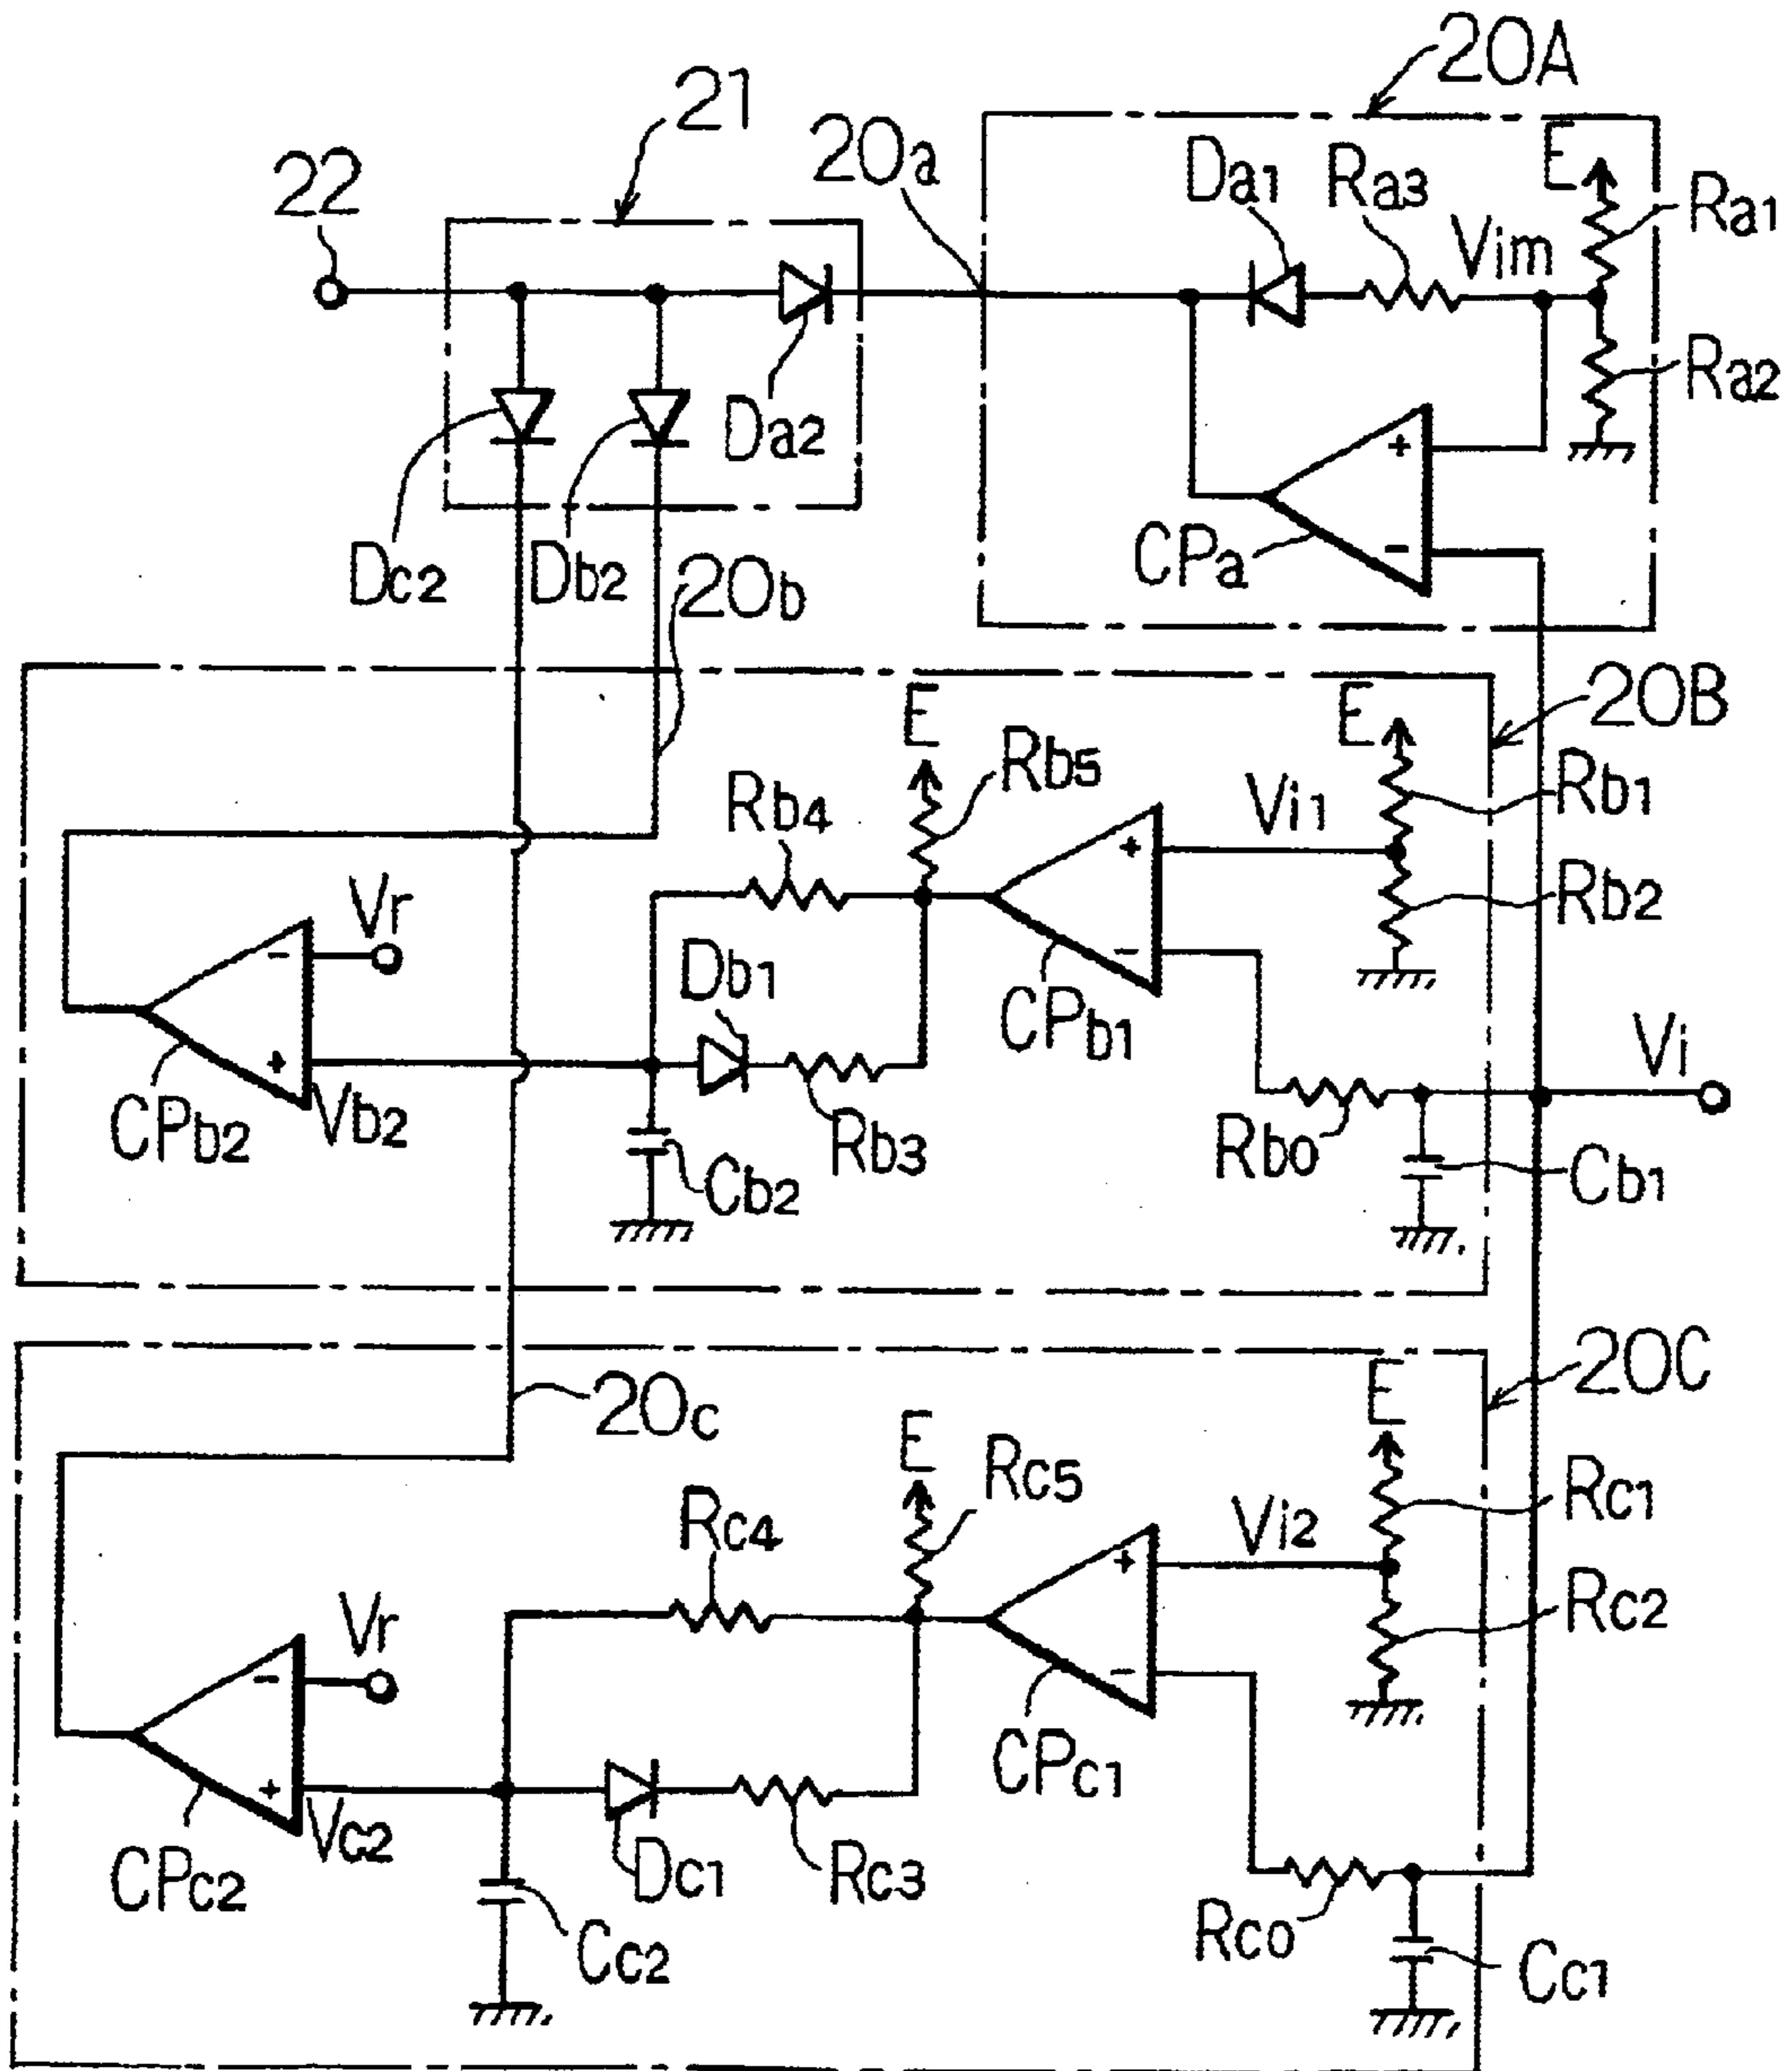 20A
21
20a
22
E
Da1
Ra3
Vim
Ra1
Ra2
Da2
+
-
CPa
Dc2
Db2
20b
20B
E
E
Rb5
Rb1
Rb4
Vi1
+
Rb2
Vr
-
-
Db1
CPb1
Vi
+
CPb2
Vb2
Rb3
Rbo
Cb1
Cb2
20C
E
20c
E
Rc5
Rc1
Rc4
Vi2
+
Rc2
Vr
-
-
CPc1
+
CPc2
Vc2
Dc1
Rc3
Rco
Cc2
Cc1